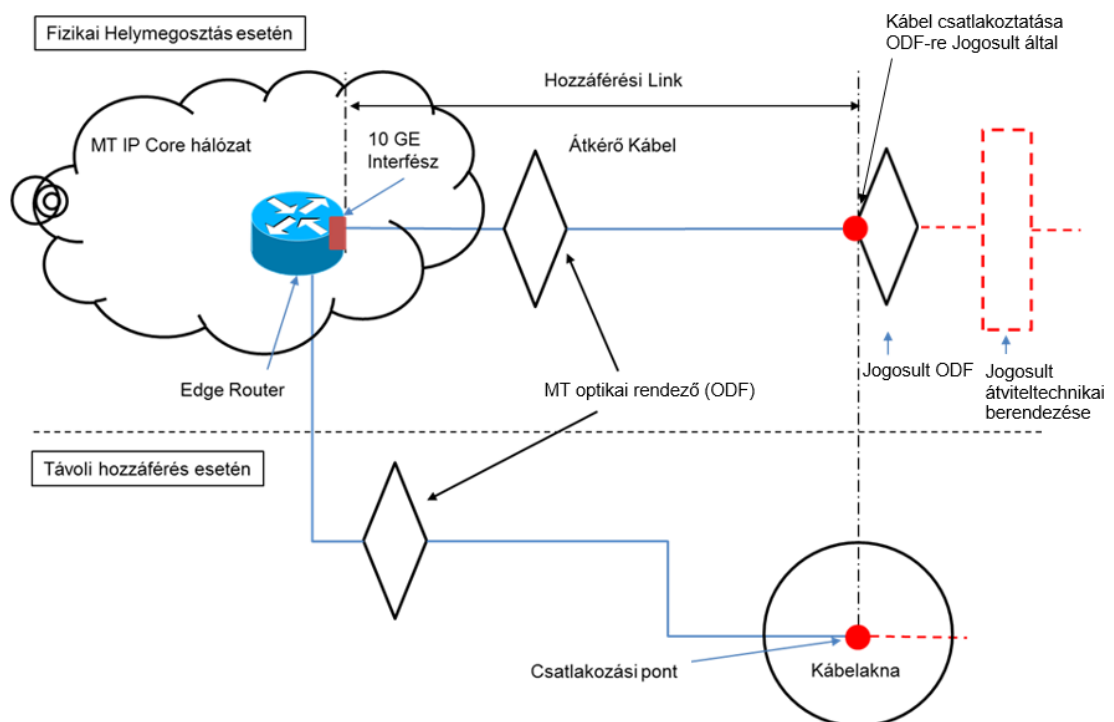 Fizikai Helymegosztás esetén
Kábel csatlakoztatása
ODF-re Jogosult által
Hozzáférési Link
MT IP Core hálózat
10 GE
Interfész
Átkérő Kábel
Edge Router
MT optikai rendező (ODF)
Jogosult ODF
Jogosult
átviteltechnikai
berendezése
Távoli hozzáférés esetén
Csatlakozási pont
Kábelakna